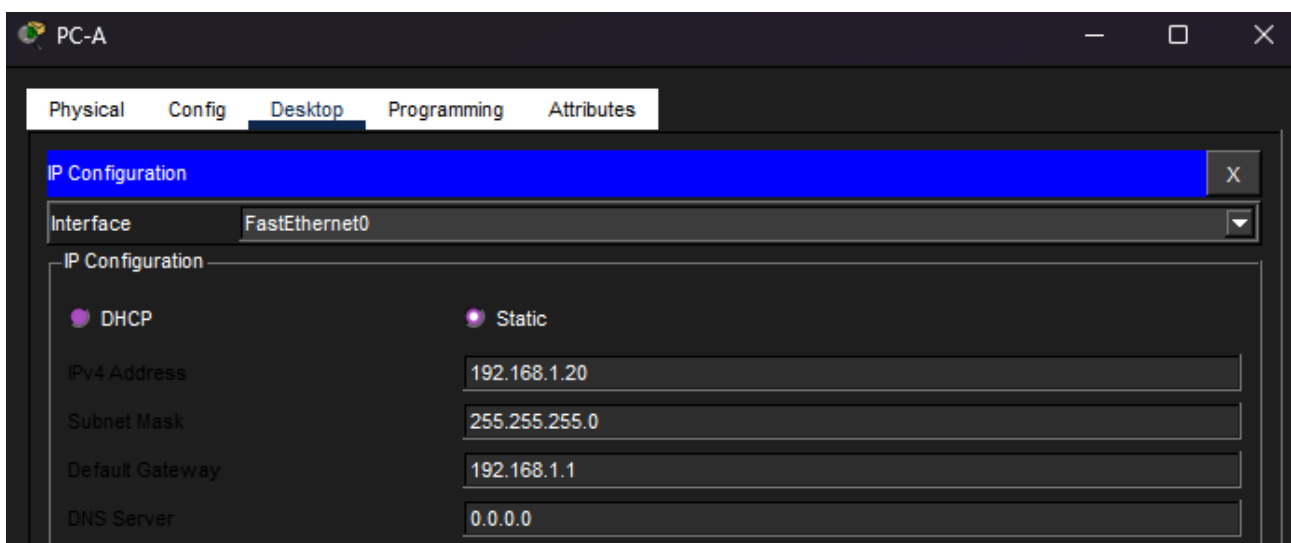 PC-A
Physical Config Desktop Programming Attributes
IP Configuration X
Interface FastEthernet0
IP Configuration
DHCP Static
IPv4 Address 192.168.1.20
Subnet Mask 255.255.255.0
Default Gateway 192.168.1.1
DNS Server 0.0.0.0